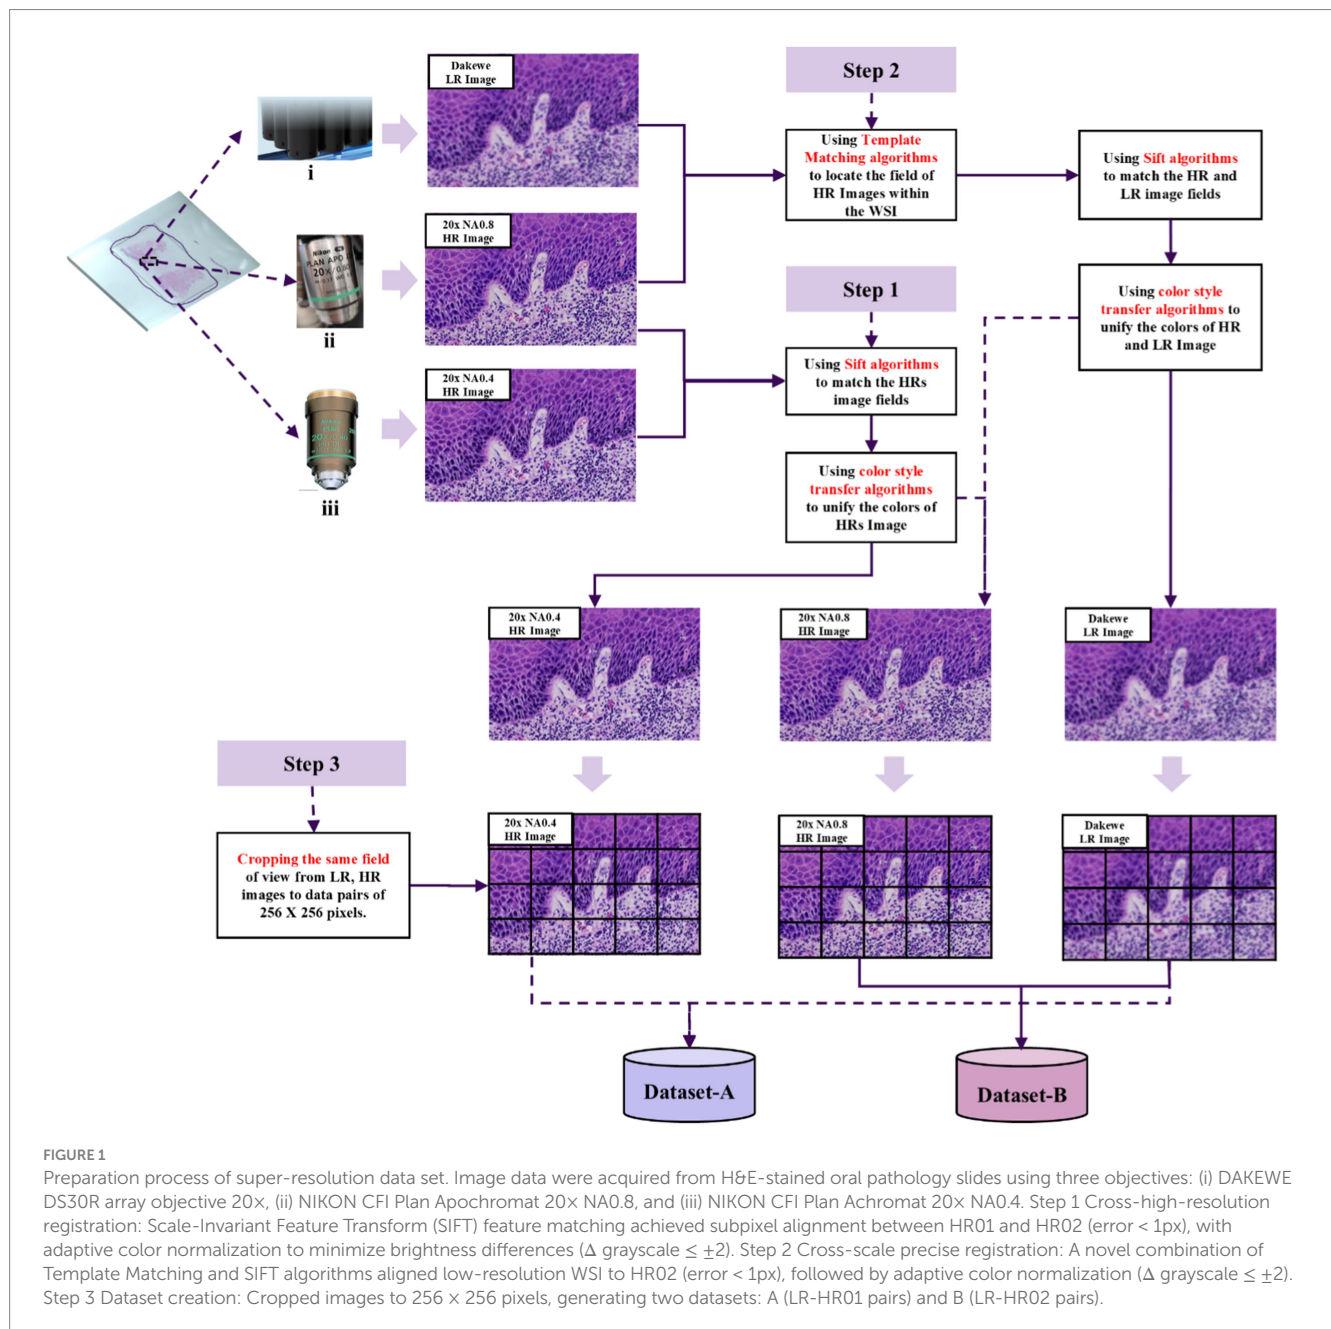 Dakewe
LR Image
i
20x NA0.8
HR Image
Nikon
PLAN APO
20X/0.80
ii
20x NA0.4
HR Image
iii
Step 2
Using Template
Matching algorithms
to locate the field of
HR Images within
the WSI
Using Sift algorithms
to match the HR and
LR image fields
Using color style
transfer algorithms to
unify the colors of HR
and LR Image
Step 1
Using Sift algorithms
to match the HRs
image fields
Using color style
transfer algorithms
to unify the colors of
HRs Image
20x NA0.4
HR Image
20x NA0.8
HR Image
Dakewe
LR Image
Step 3
Cropping the same field
of view from LR, HR
images to data pairs of
256 X 256 pixels.
20x NA0.4
HR Image
20x NA0.8
HR Image
Dakewe
LR Image
Dataset-A
Dataset-B
FIGURE 1
Preparation process of super-resolution data set. Image data were acquired from H&E-stained oral pathology slides using three objectives: (i) DAKEWE
DS30R array objective 20×, (ii) NIKON CFI Plan Apochromat 20× NA0.8, and (iii) NIKON CFI Plan Achromat 20× NA0.4. Step 1 Cross-high-resolution
registration: Scale-Invariant Feature Transform (SIFT) feature matching achieved subpixel alignment between HR01 and HR02 (error < 1px), with
adaptive color normalization to minimize brightness differences (Δ grayscale ≤ ±2). Step 2 Cross-scale precise registration: A novel combination of
Template Matching and SIFT algorithms aligned low-resolution WSI to HR02 (error < 1px), followed by adaptive color normalization (Δ grayscale ≤ ±2).
Step 3 Dataset creation: Cropped images to 256 × 256 pixels, generating two datasets: A (LR-HR01 pairs) and B (LR-HR02 pairs).